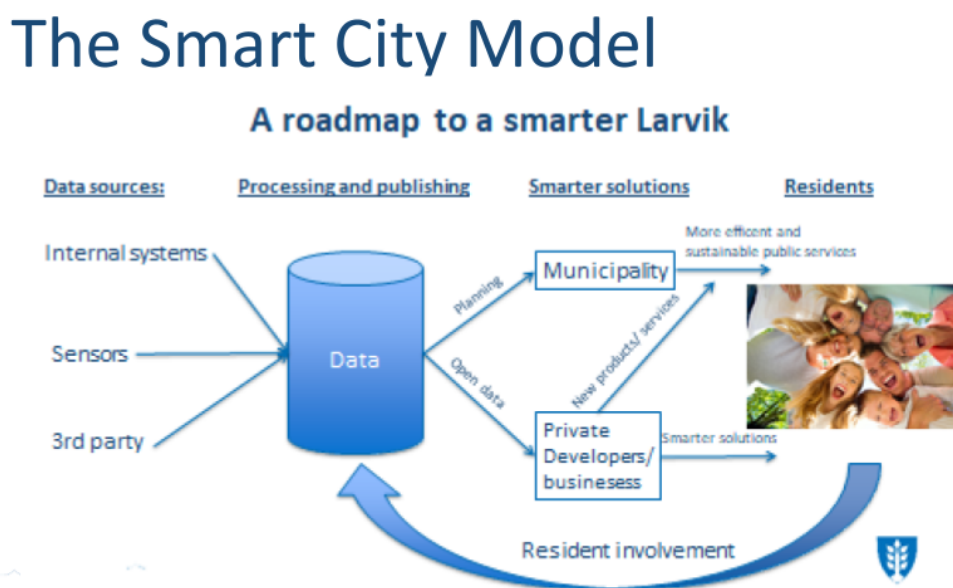 The Smart City Model
A roadmap to a smarter Larvik
Data sources:
Processing and publishing
Smarter solutions
Residents
Internal systems
Sensors
3rd party
Data
Planning
Open data
Municipality
New products/ services
Private
Developers/
businesess
More efficent and
sustainable public services
Smarter solutions
Resident involvement